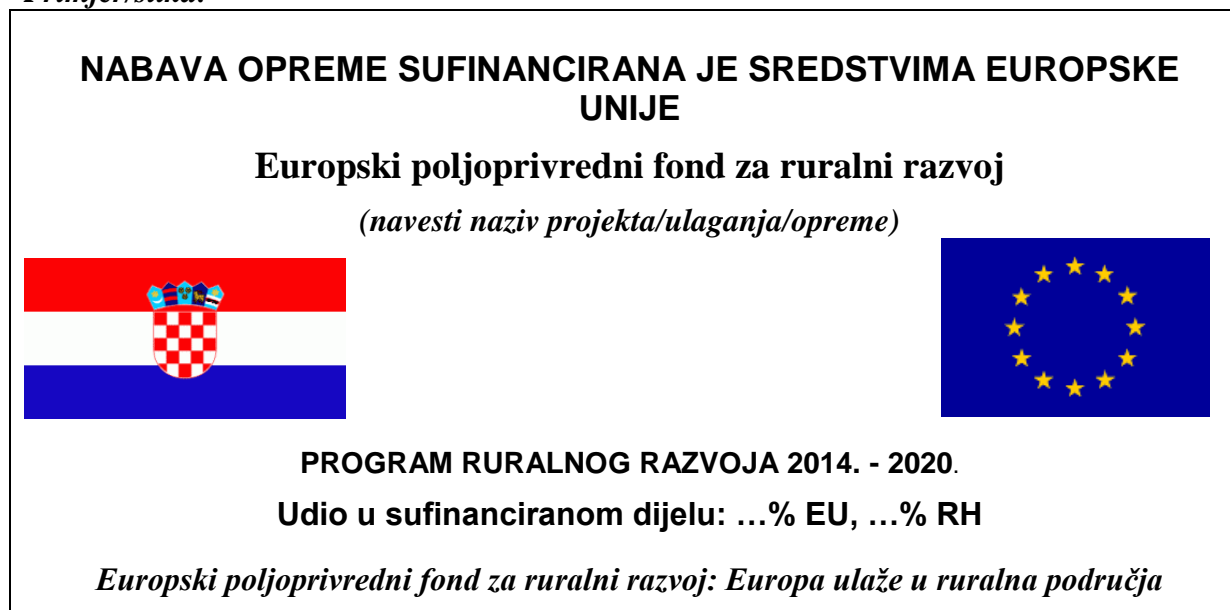 NABAVA OPREME SUFINANCIRANA JE SREDSTVIMA EUROPSKE
UNIJE
Europski poljoprivredni fond za ruralni razvoj
(navesti naziv projekta/ulaganja/opreme)
PROGRAM RURALNOG RAZVOJA 2014. - 2020.
Udio u sufinanciranom dijelu: …% EU, …% RH
Europski poljoprivredni fond za ruralni razvoj: Europa ulaže u ruralna područja